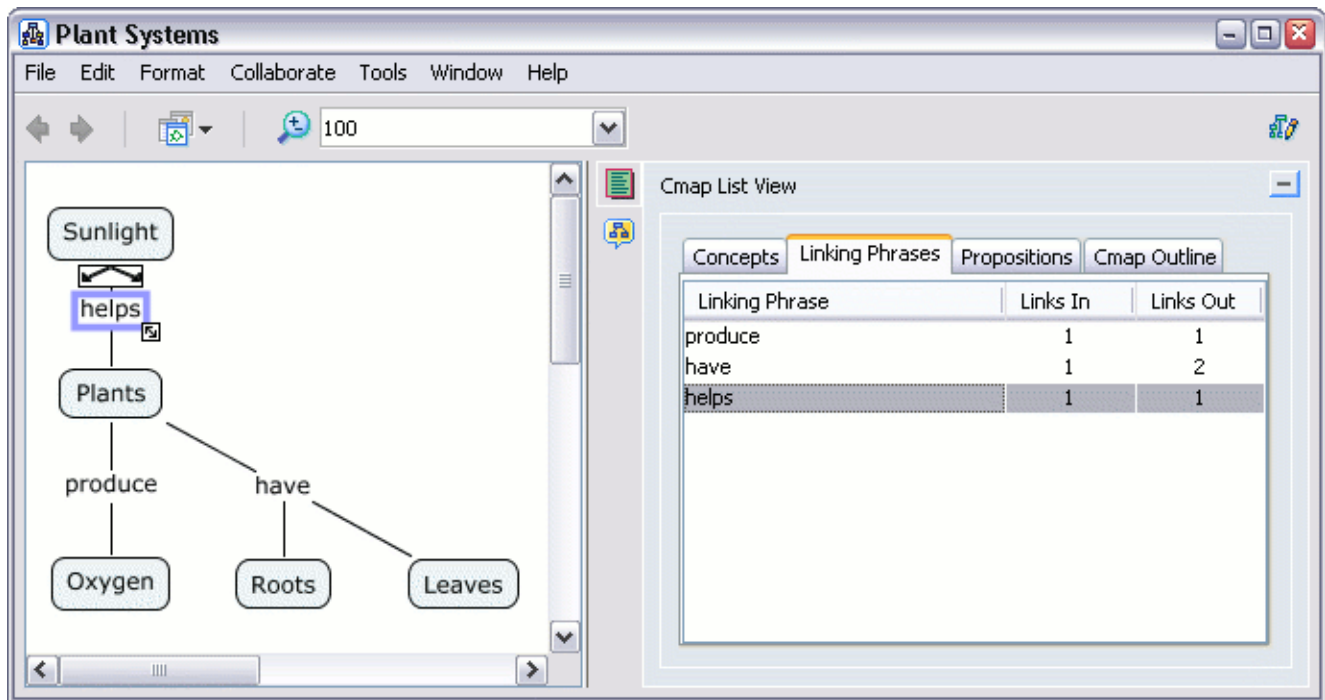 Plant Systems
File Edit Format Collaborate Tools Window Help
100
Sunlight
helps
Plants
produce have
Oxygen Roots Leaves
Cmap List View
Concepts Linking Phrases Propositions Cmap Outline
Linking Phrase Links In Links Out
produce 1 1
have 1 2
helps 1 1